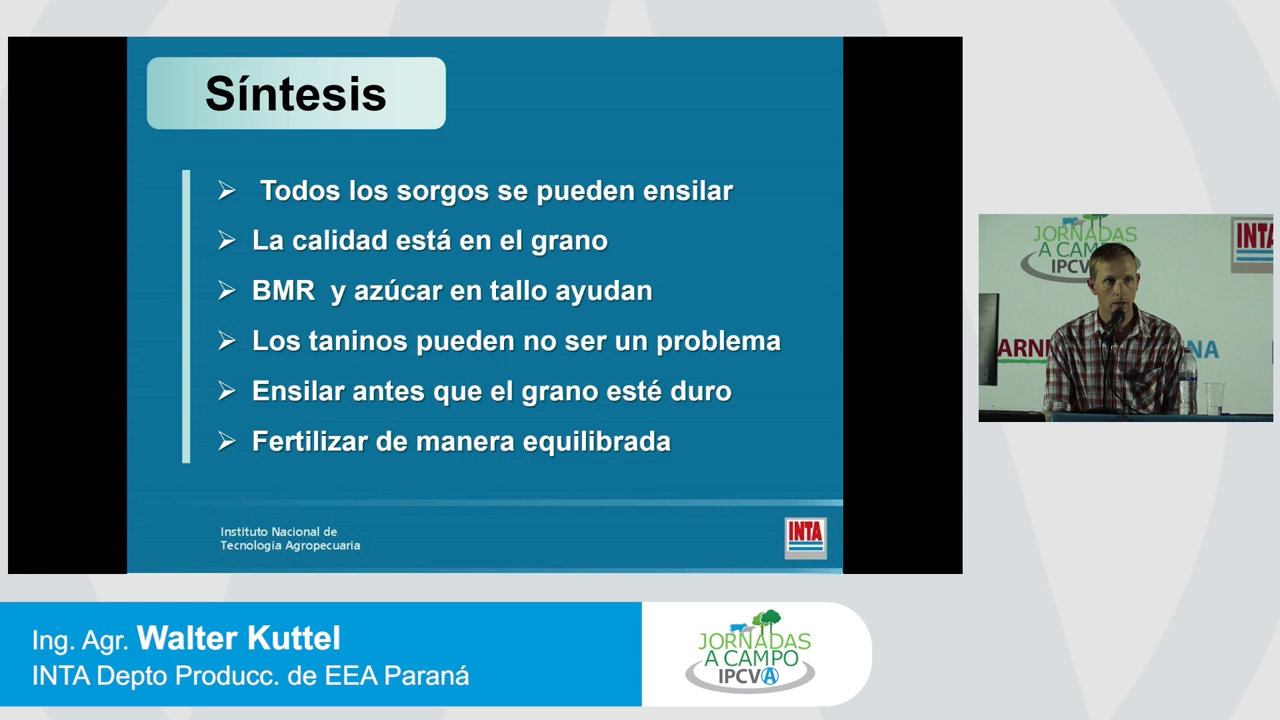 Síntesis
Todos los sorgos se pueden ensilar
La calidad está en el grano
BMR y azúcar en tallo ayudan
Los taninos pueden no ser un problema
Ensilar antes que el grano esté duro
Fertilizar de manera equilibrada
Instituto Nacional de
Tecnología Agropecuaria
INTA
JORNADAS
A CAMPO
IPCV
INTA
ARN
NA
Ing. Agr. Walter Kuttel
INTA Depto Producc. de EEA Paraná
JORNADAS
A CAMPO
IPCVA